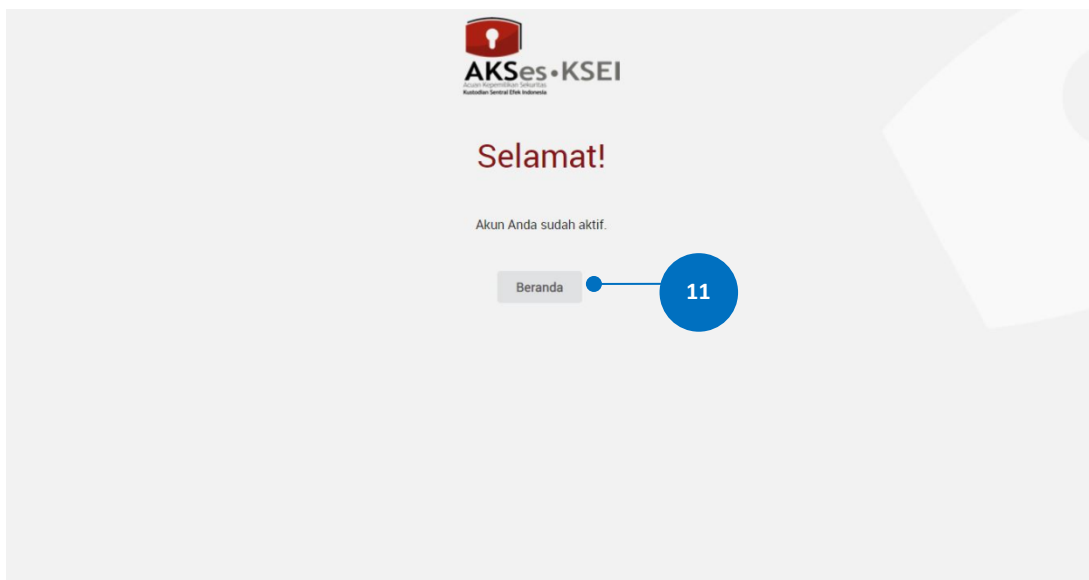 AKSes•KSEI
Acuan Kepemilikan Sekuritas
Kustodian Sentral Efek Indonesia
Selamat!
Akun Anda sudah aktif.
Beranda
11